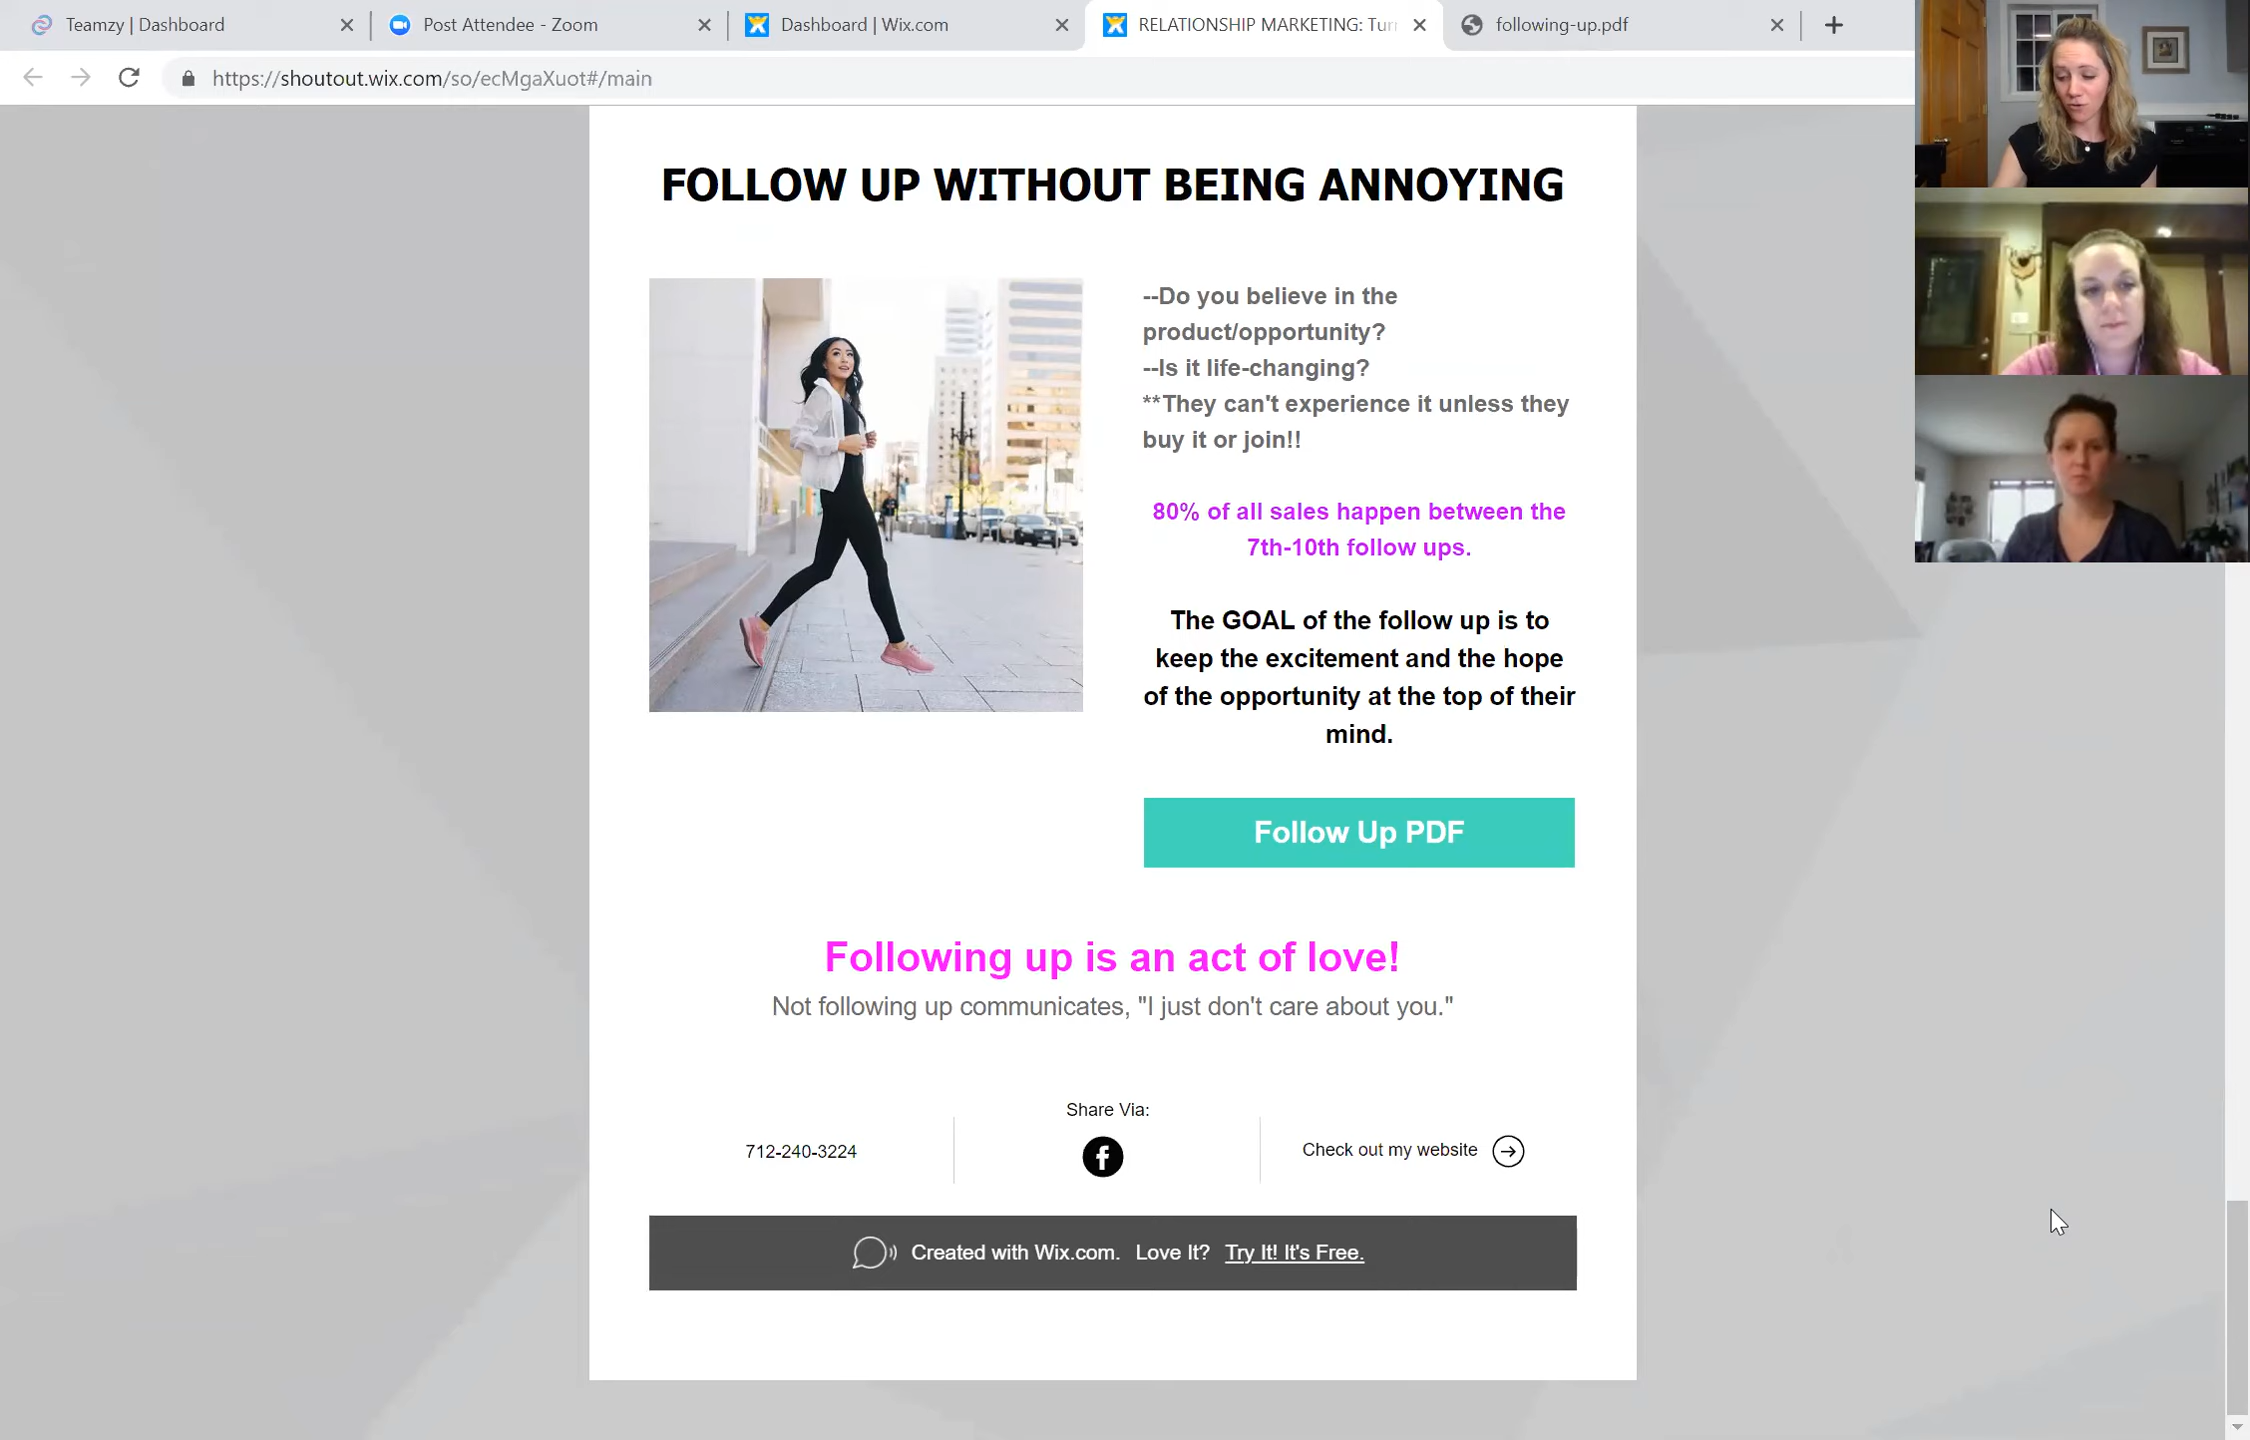 Teamzy | Dashboard
Post Attendee - Zoom
Dashboard | Wix.com
RELATIONSHIP MARKETING: Tur
following-up.pdf
https://shoutout.wix.com/so/ecMgaXuot#/main
FOLLOW UP WITHOUT BEING ANNOYING
--Do you believe in the
product/opportunity?
--Is it life-changing?
**They can't experience it unless they
buy it or join!!
80% of all sales happen between the
7th-10th follow ups.
The GOAL of the follow up is to
keep the excitement and the hope
of the opportunity at the top of their
mind.
Follow Up PDF
Following up is an act of love!
Not following up communicates, "I just don't care about you."
712-240-3224
Share Via:
Check out my website
Created with Wix.com. Love It? Try It! It's Free.